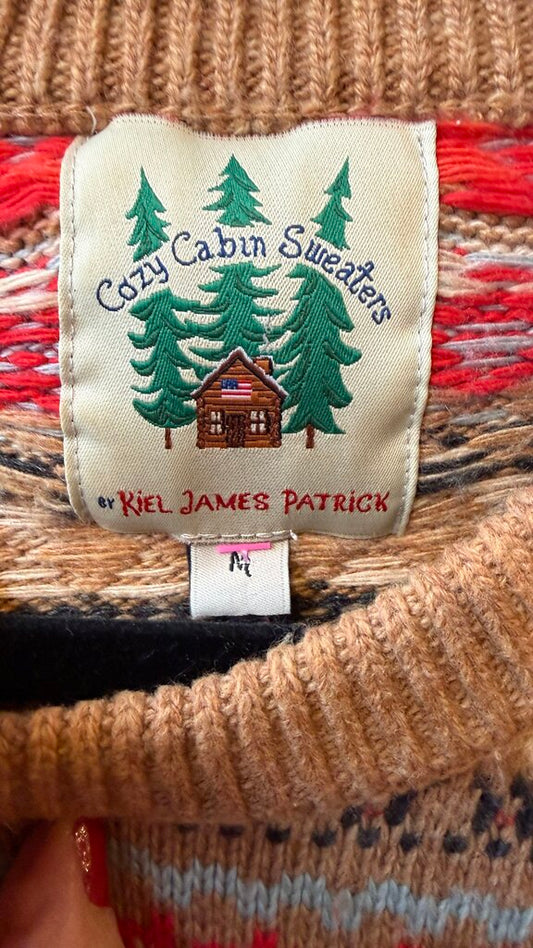 Cozy Cabin Sweaters
BY KIEL JAMES PATRICK
M